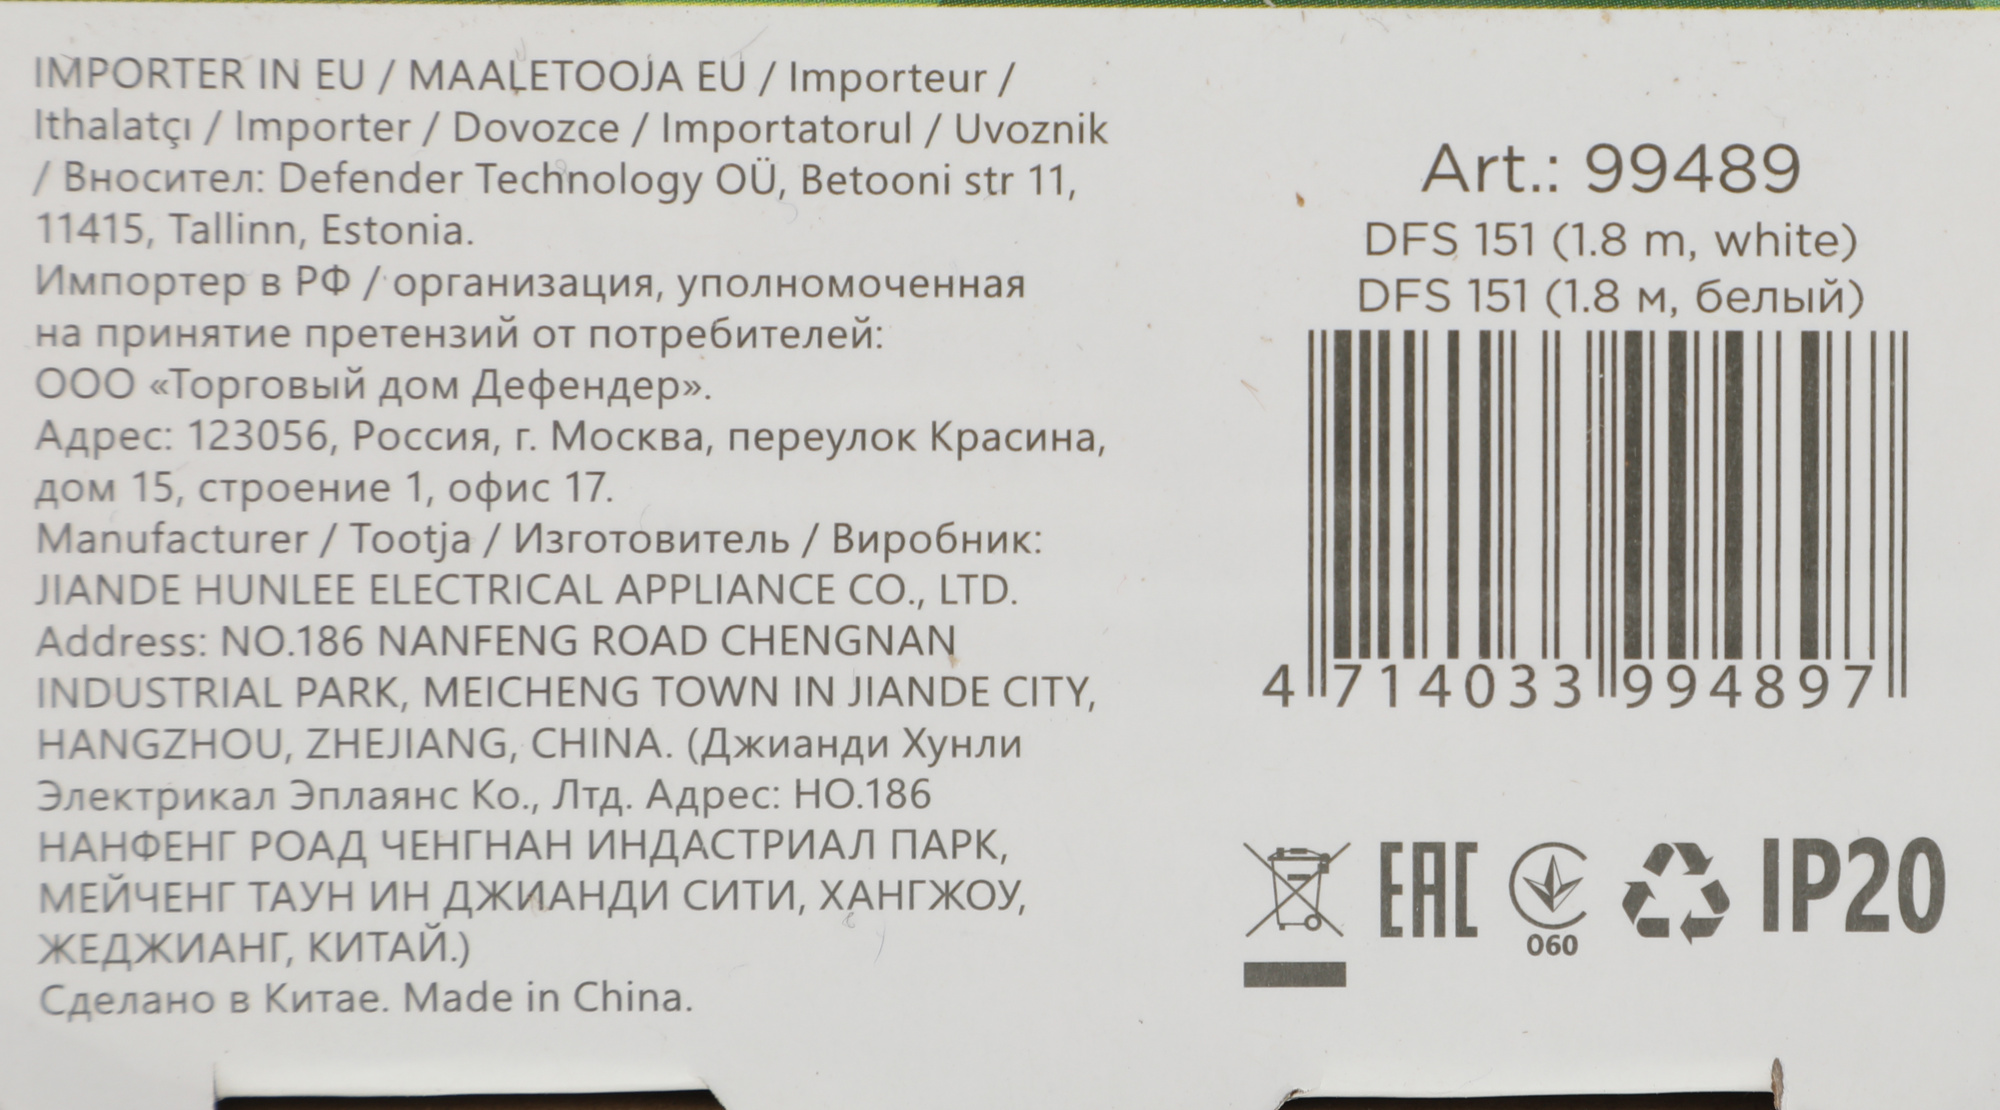 IMPORTER IN EU / MAALETOOJA EU / Importeur /
Ithalatçı / Importer / Dovozce / Importatorul / Uvoznik
/ Вносител: Defender Technology OÜ, Betooni str 11,
11415, Tallinn, Estonia.
Импортер в РФ / организация, уполномоченная
на принятие претензий от потребителей:
ООО «Торговый дом Дефендер».
Адрес: 123056, Россия, г. Москва, переулок Красина,
дом 15, строение 1, офис 17.
Manufacturer / Tootja / Изготовитель / Виробник:
JIANDE HUNLEE ELECTRICAL APPLIANCE CO., LTD.
Address: NO.186 NANFENG ROAD CHENGNAN
INDUSTRIAL PARK, MEICHENG TOWN IN JIANDE CITY,
HANGZHOU, ZHEJIANG, CHINA. (Джианди Хунли
Электрикал Эплаянс Ко., Лтд. Адрес: НО.186
НАНФЕНГ РОАД ЧЕНГНАН ИНДАСТРИАЛ ПАРК,
МЕЙЧЕНГ ТАУН ИН ДЖИАНДИ СИТИ, ХАНГЖОУ,
ЖЕДЖИАНГ, КИТАЙ.)
Сделано в Китае. Made in China.
Art.: 99489
DFS 151 (1.8 m, white)
DFS 151 (1.8 м, белый)
4 714033 994897
EAC
060
IP20